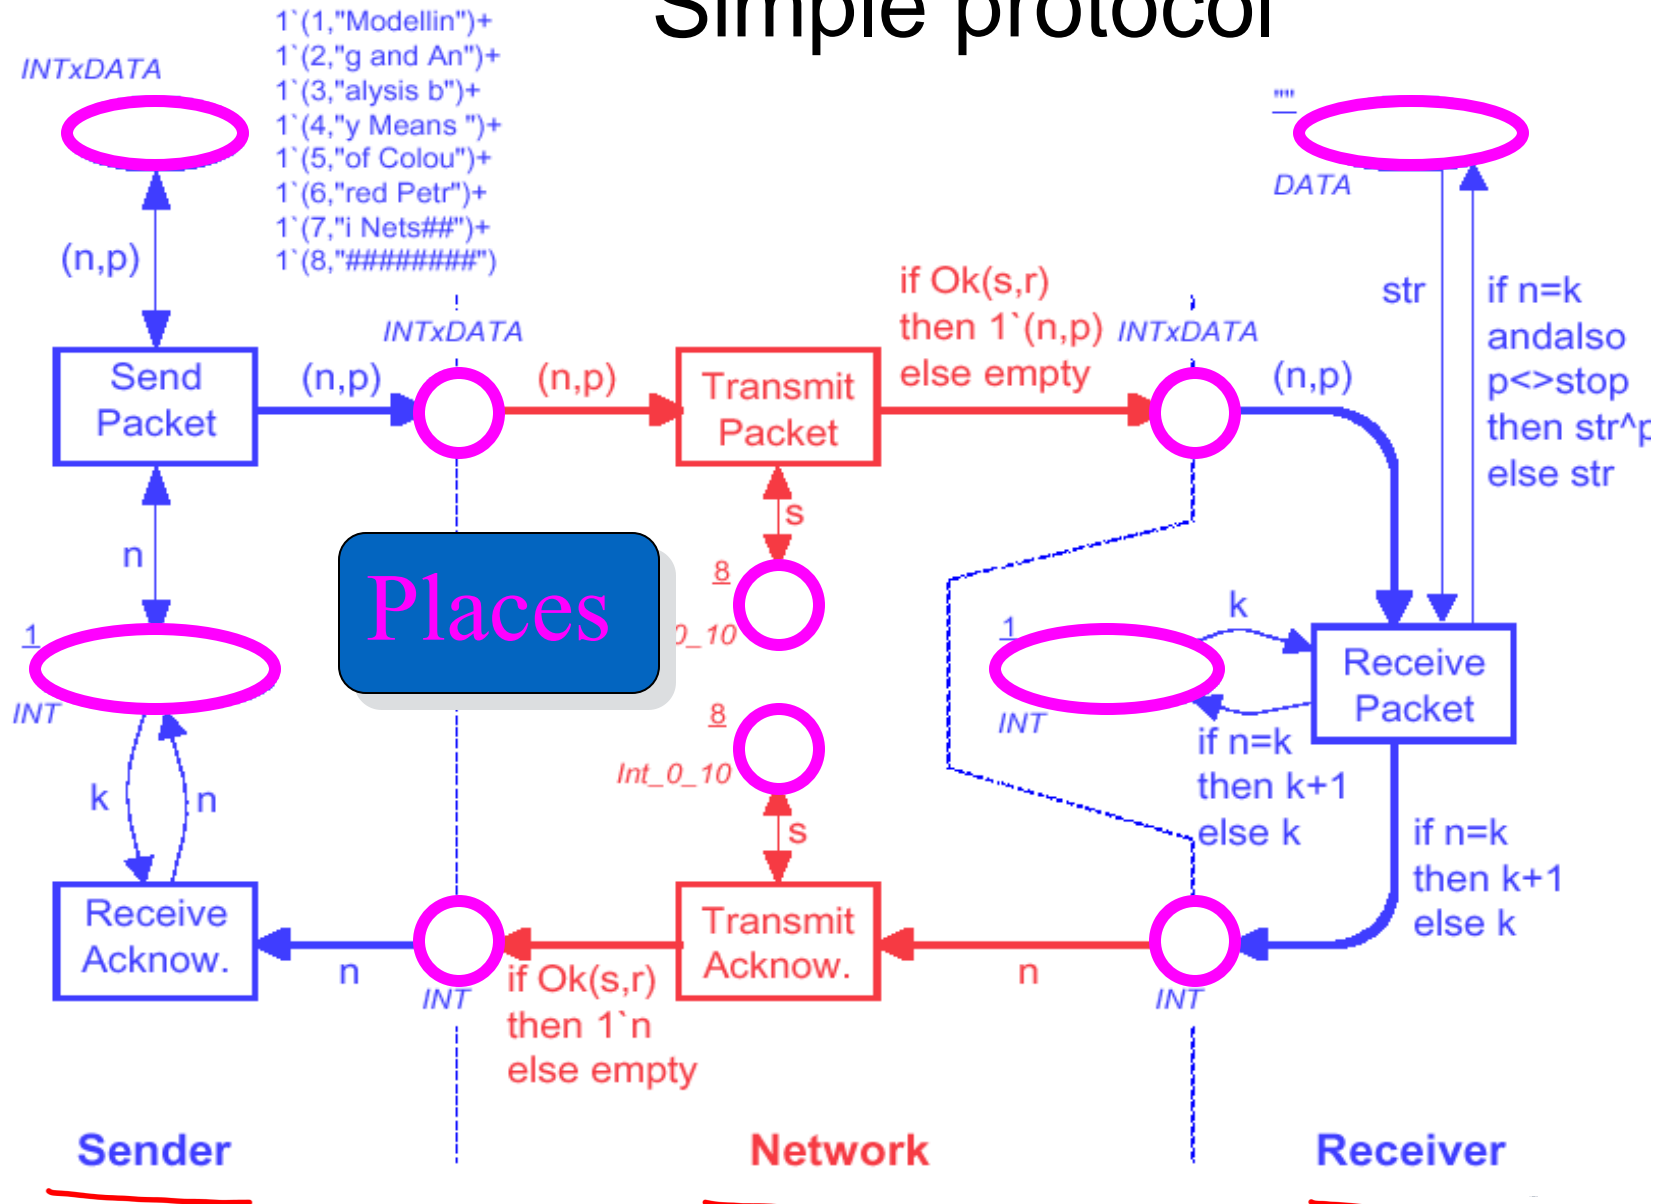 Simple protocol
1`(1,"Modellin")+
1`(2,"g and An")+
1`(3,"alysis b")+
1`(4,"y Means ")+
1`(5,"of Colou")+
1`(6,"red Petr")+
1`(7,"i Nets##")+
1`(8,"########")
INTxDATA
""
DATA
(n,p)
str
if n=k
andalso
p<>stop
then str^p
else str
if Ok(s,r)
then 1`(n,p)
else empty
INTxDATA
INTxDATA
Send
Packet
(n,p)
(n,p)
Transmit
Packet
(n,p)
s
n
Places
8
0_10
1
INT
1
INT
k
Receive
Packet
if n=k
then k+1
else k
8
Int_0_10
s
k
n
if n=k
then k+1
else k
Receive
Acknow.
n
INT
if Ok(s,r)
then 1`n
else empty
Transmit
Acknow.
n
INT
Sender
Network
Receiver